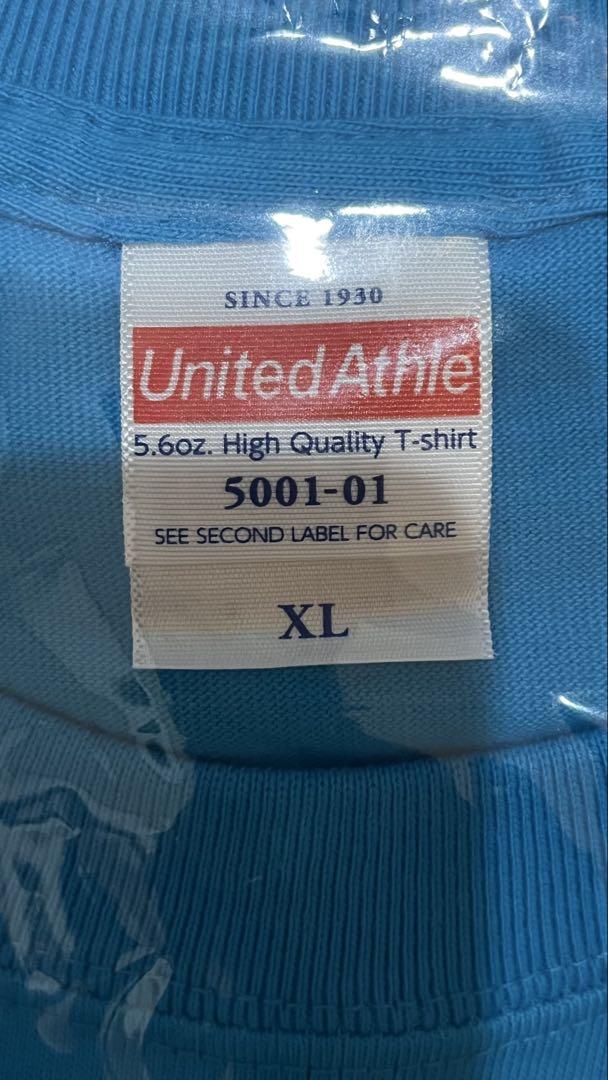 SINCE 1930
United Athle
5.6oz. High Quality T-shirt
5001-01
SEE SECOND LABEL FOR CARE
XL